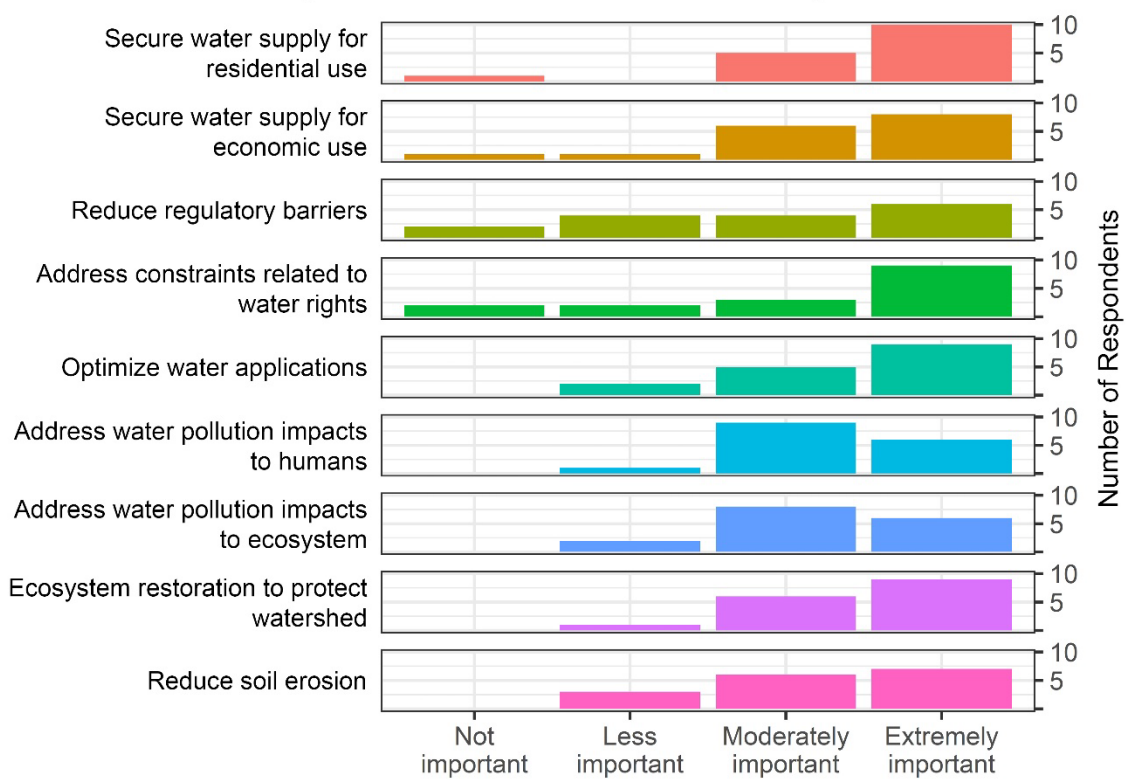 Secure water supply for
residential use
10
5
Secure water supply for
economic use
10
5
Reduce regulatory barriers
10
5
Address constraints related to
water rights
10
5
Optimize water applications
10
5
Address water pollution impacts
to humans
10
5
Address water pollution impacts
to ecosystem
10
5
Ecosystem restoration to protect
watershed
10
5
Reduce soil erosion
10
5
Number of Respondents
Not
important
Less
important
Moderately
important
Extremely
important